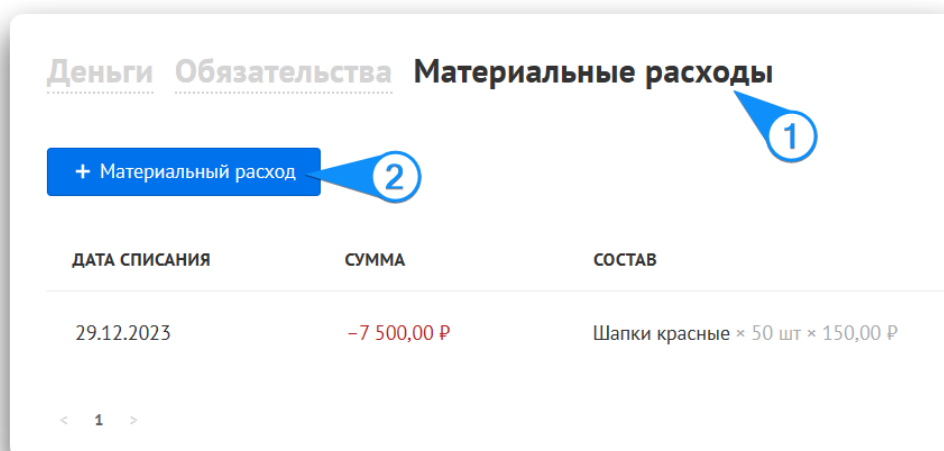 Деньги Обязательства Материальные расходы
1
+ Материальный расход
2
ДАТА СПИСАНИЯ СУММА СОСТАВ
29.12.2023 –7 500,00 ₽ Шапки красные × 50 шт × 150,00 ₽
< 1 >